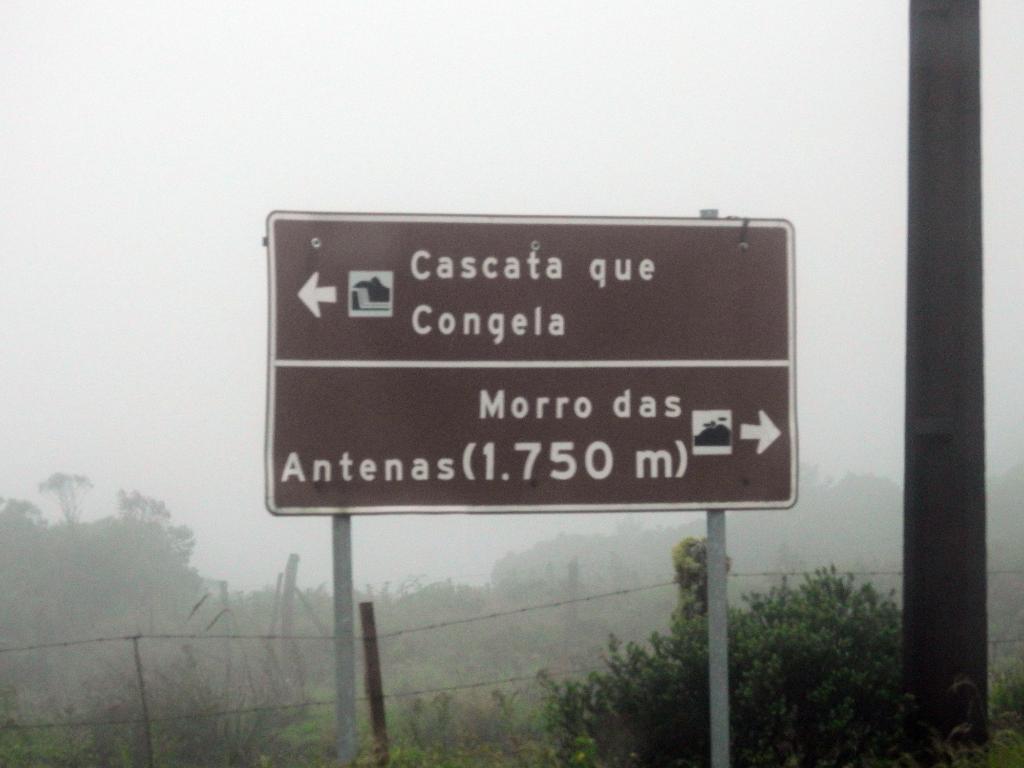 Cascata que
Congela
Morro das
Antenas (1.750 m)